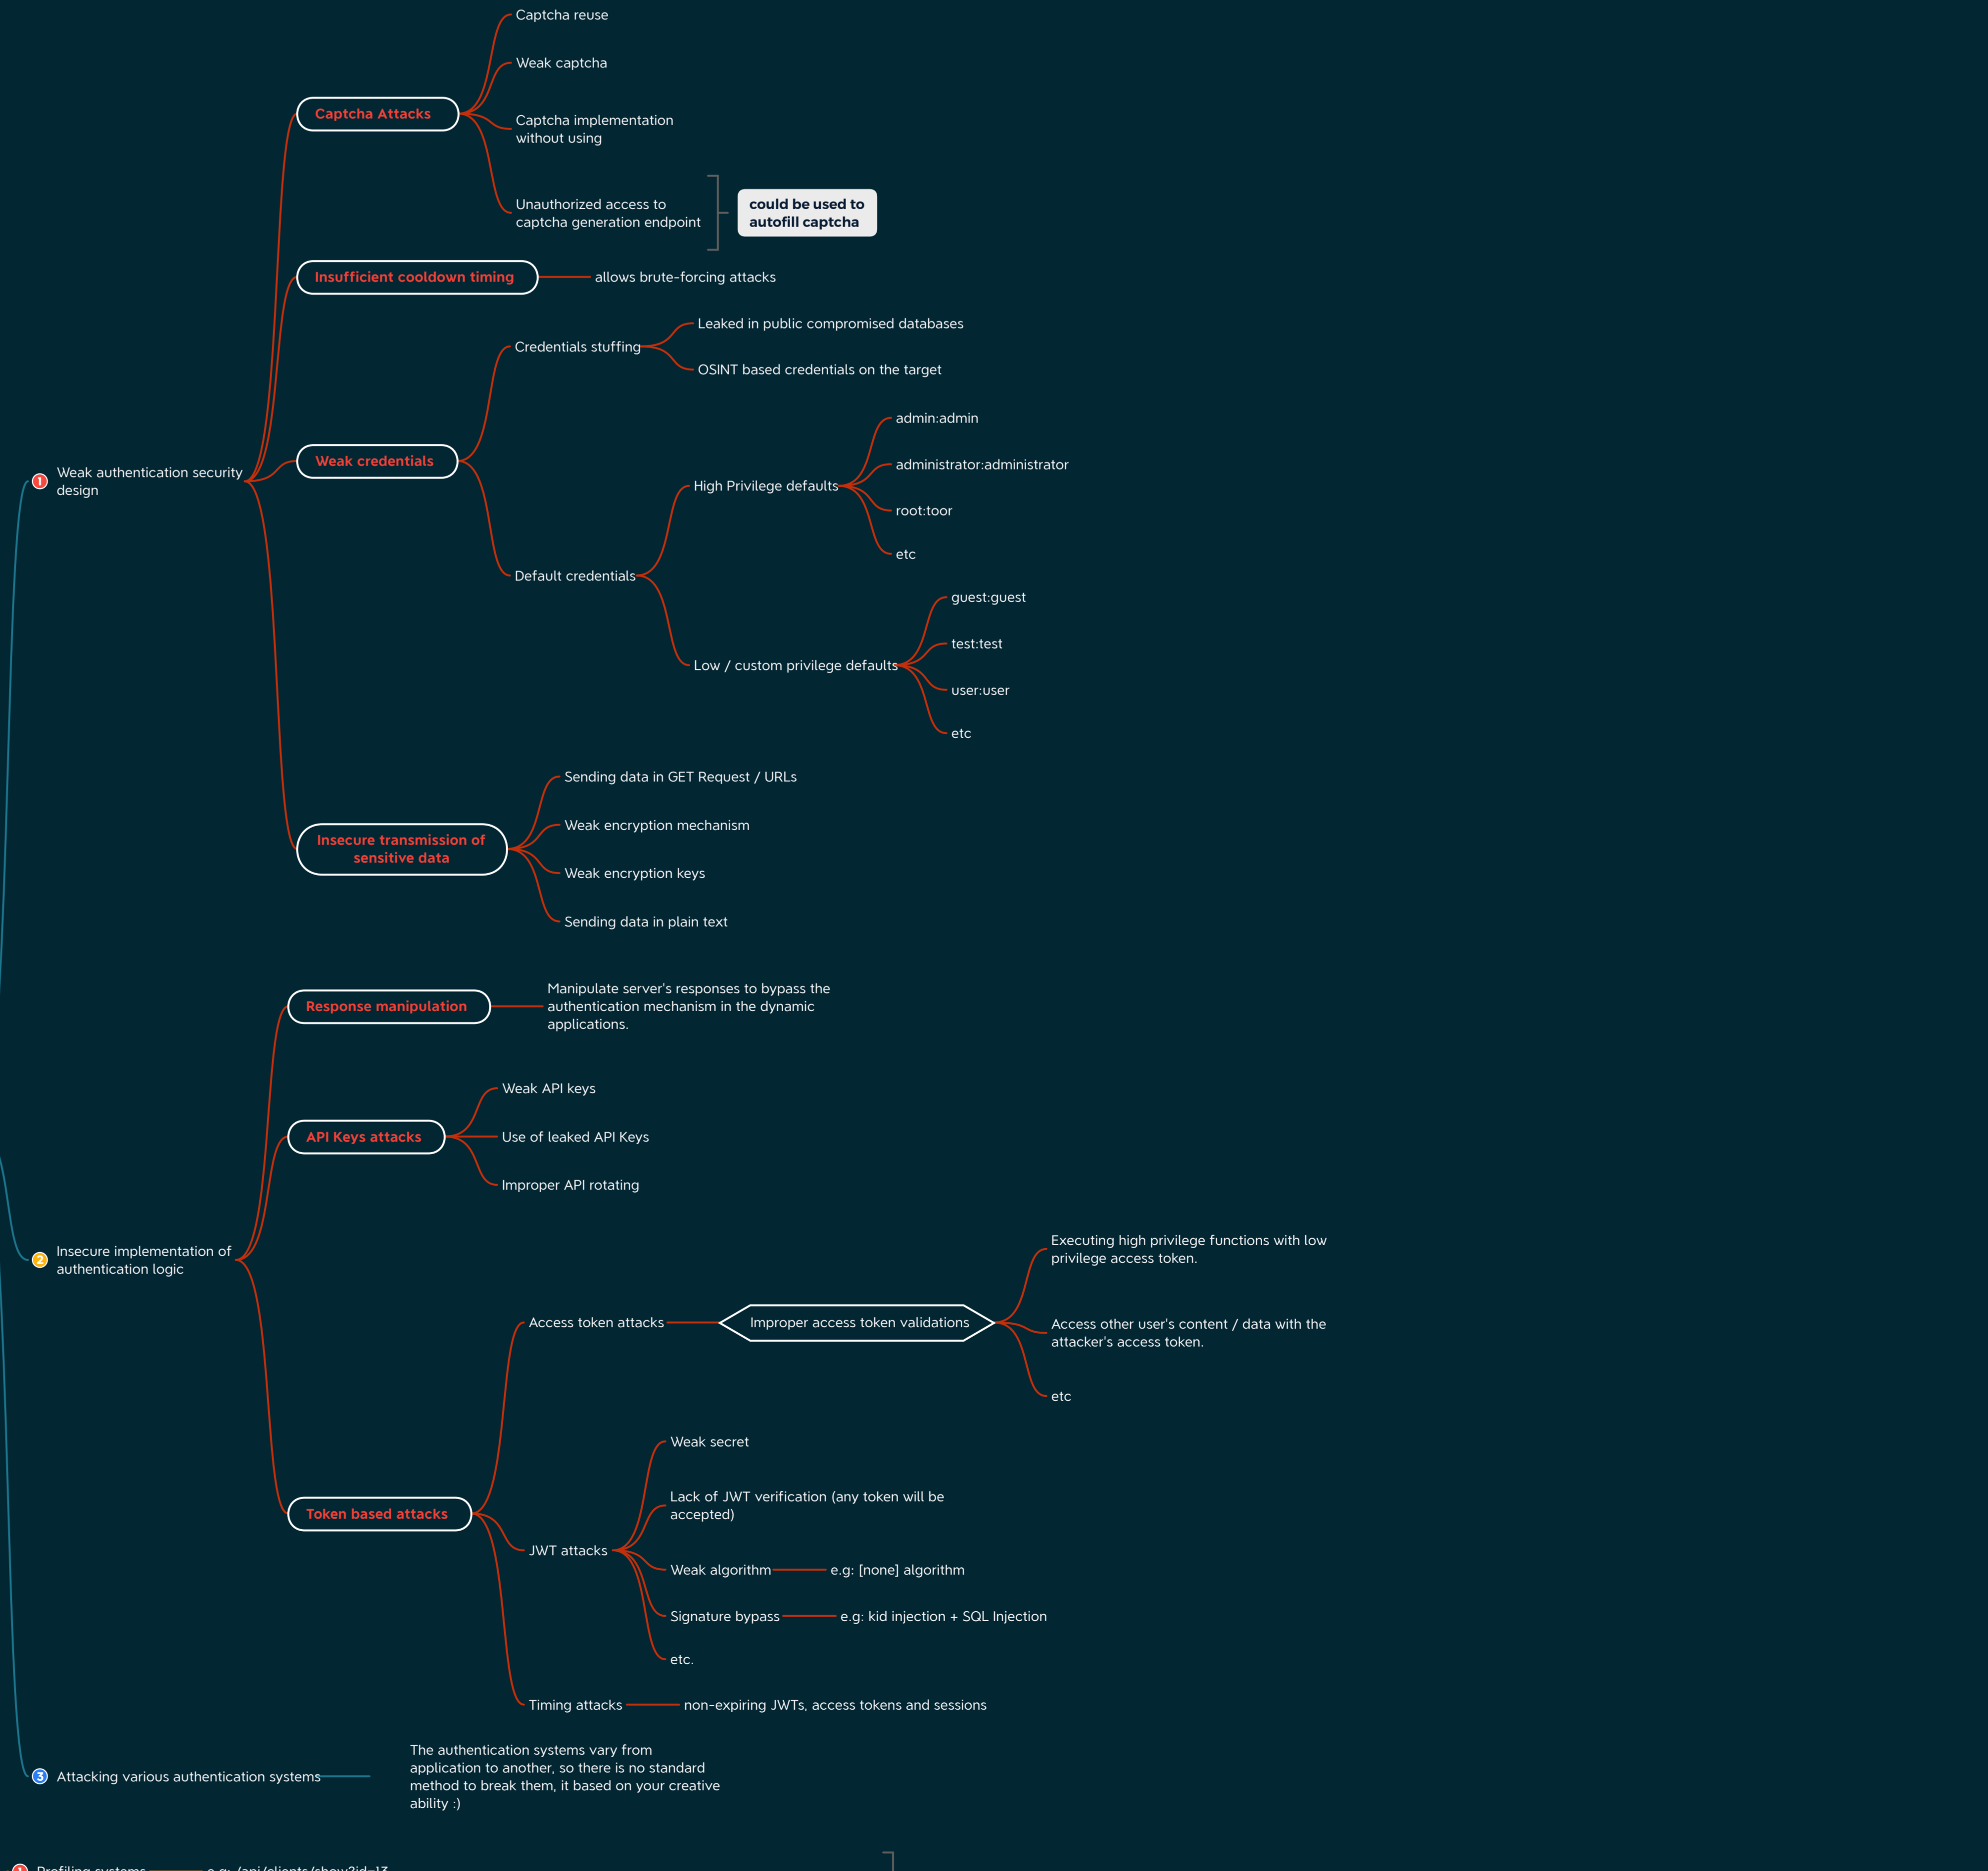 Captcha reuse
Weak captcha
Captcha Attacks
Captcha implementation
without using
Unauthorized access to
captcha generation endpoint
could be used to
autofill captcha
Insufficient cooldown timing
allows brute-forcing attacks
Leaked in public compromised databases
Credentials stuffing
OSINT based credentials on the target
admin:admin
Weak credentials
administrator:administrator
1
Weak authentication security
design
High Privilege defaults
root:toor
etc
Default credentials
guest:guest
test:test
Low / custom privilege defaults
user:user
etc
Sending data in GET Request / URLs
Weak encryption mechanism
Insecure transmission of
sensitive data
Weak encryption keys
Sending data in plain text
Response manipulation
Manipulate server's responses to bypass the
authentication mechanism in the dynamic
applications.
Weak API keys
API Keys attacks
Use of leaked API Keys
Improper API rotating
2
Insecure implementation of
authentication logic
Executing high privilege functions with low
privilege access token.
Access token attacks
Improper access token validations
Access other user's content / data with the
attacker's access token.
etc
Weak secret
Lack of JWT verification (any token will be
accepted)
Token based attacks
JWT attacks
Weak algorithm
e.g: [none] algorithm
Signature bypass
e.g: kid injection + SQL Injection
etc.
Timing attacks
non-expiring JWTs, access tokens and sessions
3
Attacking various authentication systems
The authentication systems vary from
application to another, so there is no standard
method to break them, it based on your creative
ability :)
1
Profiling systems
e.g: /api/clients/show?id=13